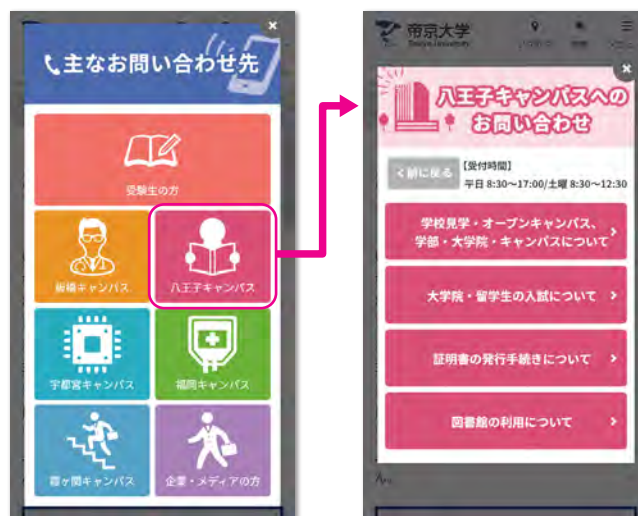 主なお問い合わせ先
受験生の方
板橋キャンパス
八王子キャンパス
宇都宮キャンパス
福岡キャンパス
霞ヶ関キャンパス
企業・メディアの方
帝京大学
Teikyo University
八王子キャンパスへの
お問い合わせ
<前に戻る
【受付時間】
平日 8:30〜17:00/土曜 8:30〜12:30
学校見学・オープンキャンパス、
学部・大学院・キャンパスについて
大学院・留学生の入試について
証明書の発行手続きについて
図書館の利用について